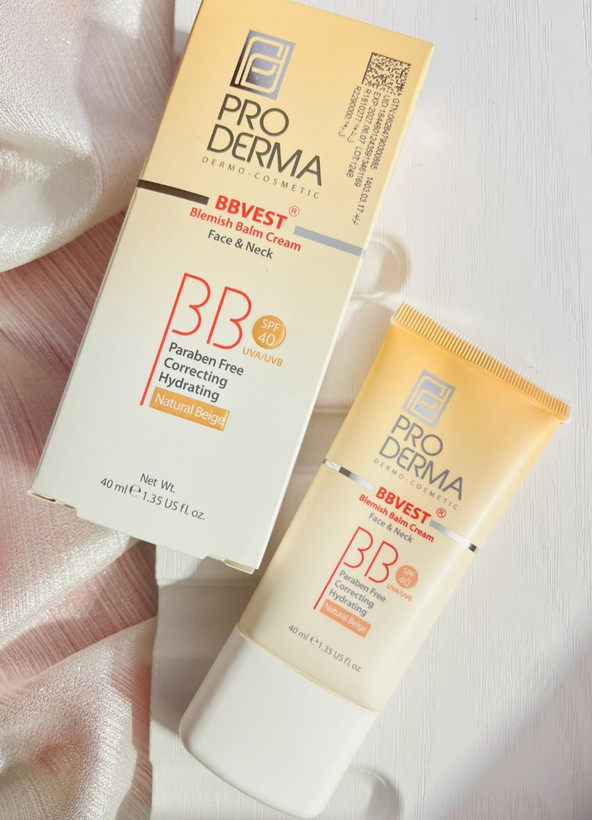 PRO
DERMA
DERMO-COSMETIC
BBVEST®
Blemish Balm Cream
Face & Neck
BB
SPF
40
UVA/UVB
Paraben Free
Correcting
Hydrating
Natural Beige
Net Wt.
40 ml ℮ 1.35 US fl. oz.
PRO
DERMA
DERMO-COSMETIC
BBVEST ®
Blemish Balm Cream
Face & Neck
BB
SPF
40
UVA/UVB
Paraben Free
Correcting
Hydrating
Natural Beige
40 ml ℮ 1.35 US fl. oz.